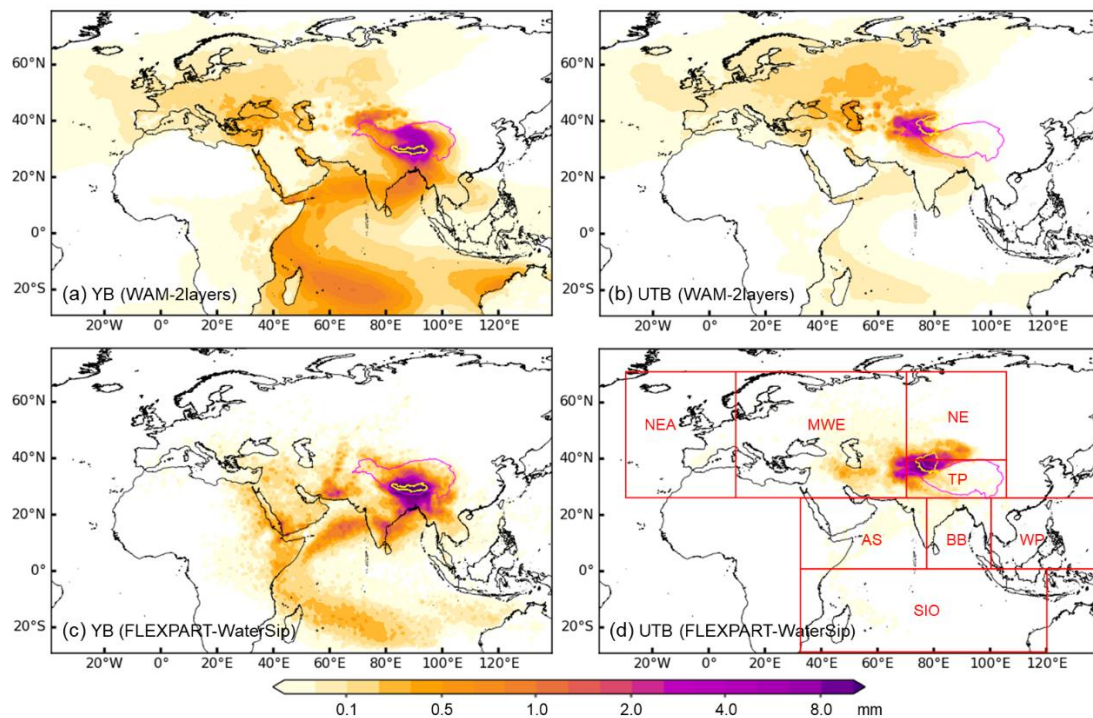 60°N
40°N
20°N
0°
20°S
(a) YB (WAM-2layers)
20°W 0° 20°E 40°E 60°E 80°E 100°E 120°E
60°N
40°N
20°N
0°
20°S
(b) UTB (WAM-2layers)
20°W 0° 20°E 40°E 60°E 80°E 100°E 120°E
60°N
40°N
20°N
0°
20°S
(c) YB (FLEXPART-WaterSip)
20°W 0° 20°E 40°E 60°E 80°E 100°E 120°E
60°N
40°N
20°N
0°
20°S
NEA MWE NE
TP
AS BB WP
SIO
(d) UTB (FLEXPART-WaterSip)
20°W 0° 20°E 40°E 60°E 80°E 100°E 120°E
0.1 0.5 1.0 2.0 4.0 8.0 mm